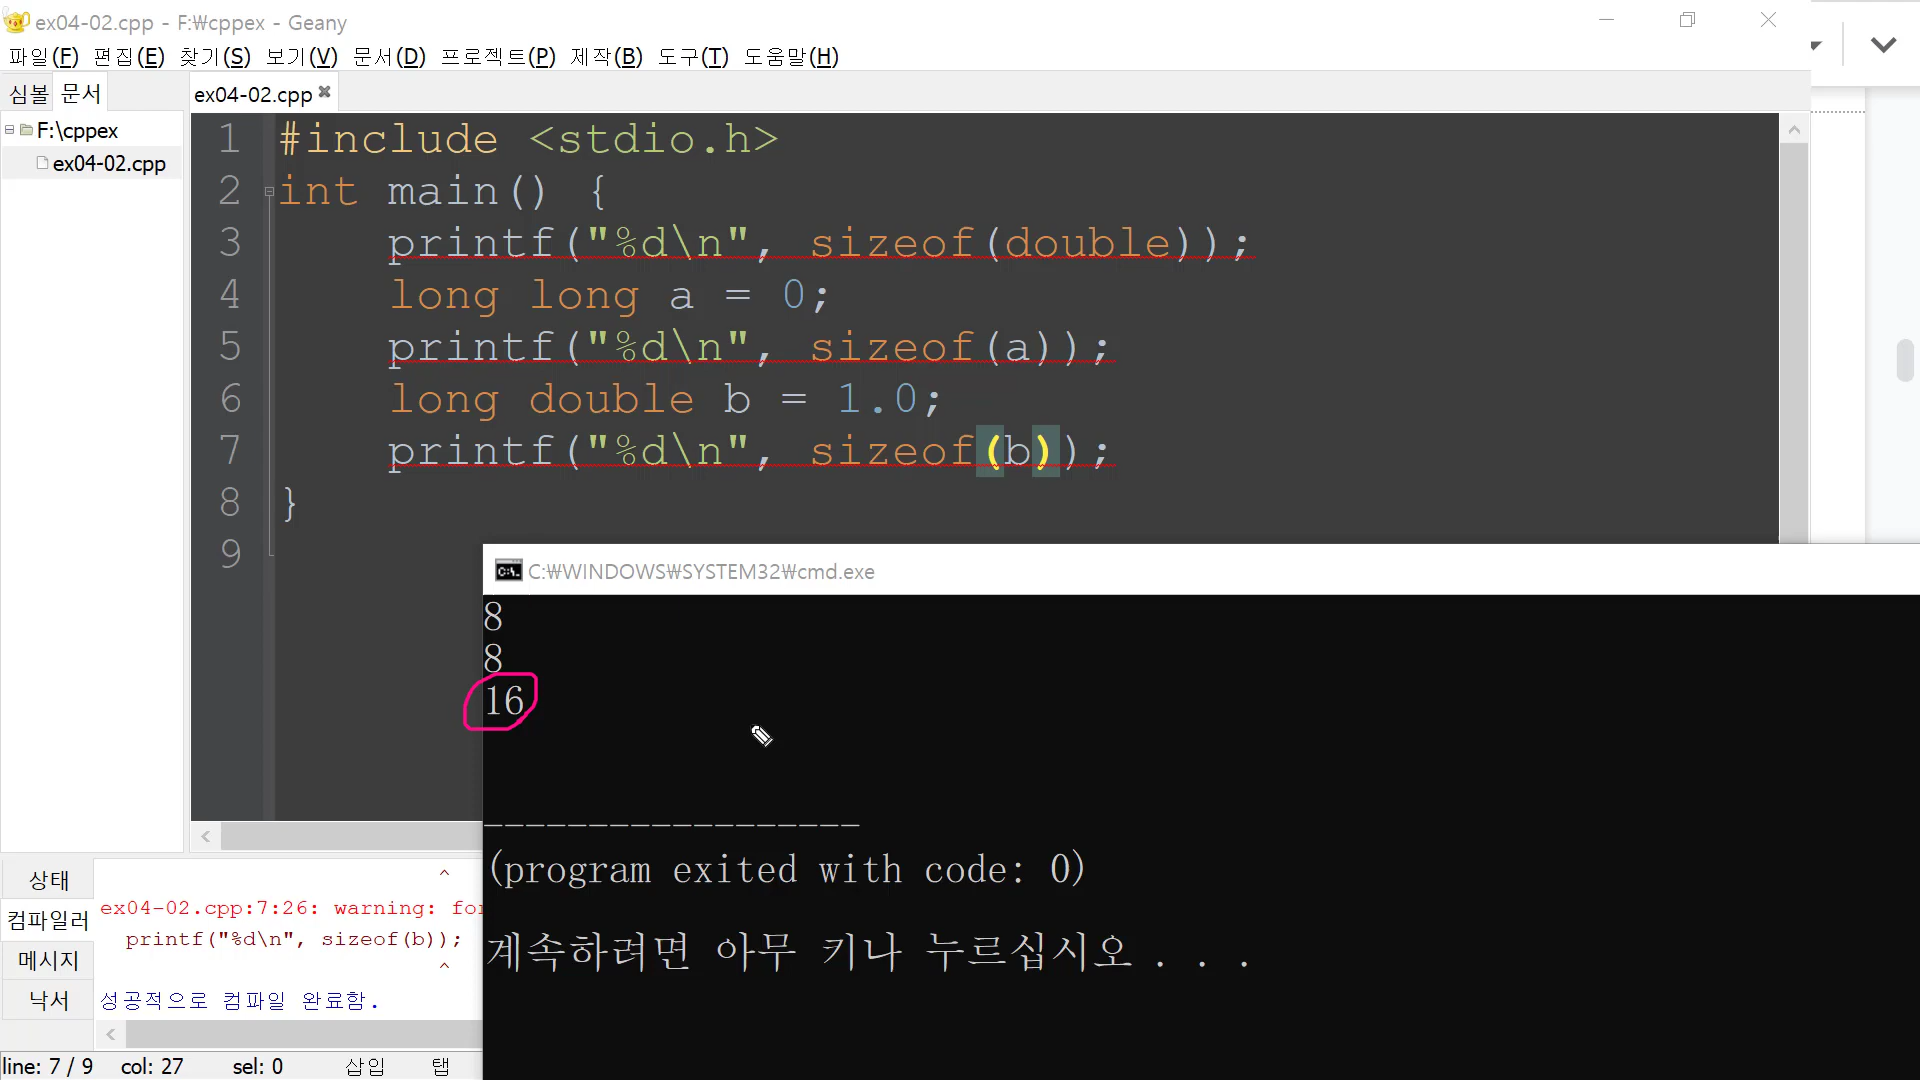 ex04-02.cpp - F:￦cppex - Geany
파일(F) 편집(E) 찾기(S) 보기(V) 문서(D) 프로젝트(P) 제작(B) 도구(T) 도움말(H)
심볼 문서
ex04-02.cpp
F:\cppex
ex04-02.cpp
1 #include <stdio.h>
2 int main() {
3 printf("%d\n", sizeof(double));
4 long long a = 0;
5 printf("%d\n", sizeof(a));
6 long double b = 1.0;
7 printf("%d\n", sizeof(b));
8 }
9
C:￦WINDOWS￦SYSTEM32￦cmd.exe
8
8
16
------------------
(program exited with code: 0)
계속하려면 아무 키나 누르십시오 . . .
상태
컴파일러
메시지
낙서
^
ex04-02.cpp:7:26: warning: for
printf("%d\n", sizeof(b));
^
성공적으로 컴파일 완료함.
line: 7 / 9 col: 27 sel: 0 삽입 탭